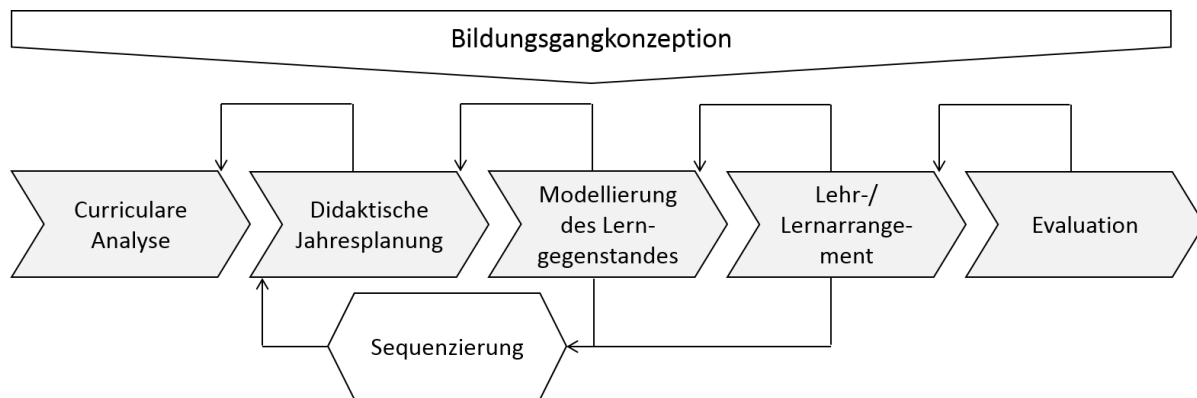 Bildungsgangkonzeption
Curriculare
Analyse
Didaktische
Jahresplanung
Modellierung
des Lern-
gegenstandes
Lehr-/
Lernarrange-
ment
Evaluation
Sequenzierung